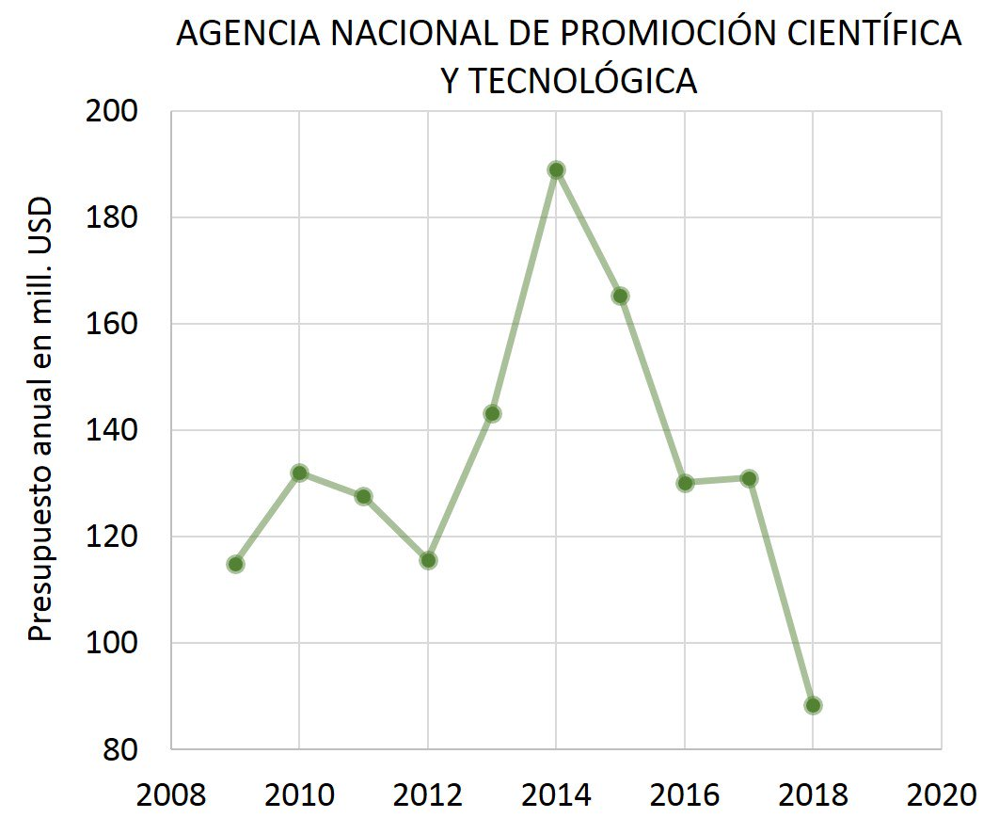 AGENCIA NACIONAL DE PROMIOCIÓN CIENTÍFICA
Y TECNOLÓGICA
Presupuesto anual en mill. USD
200
180
160
140
120
100
80
2008 2010 2012 2014 2016 2018 2020